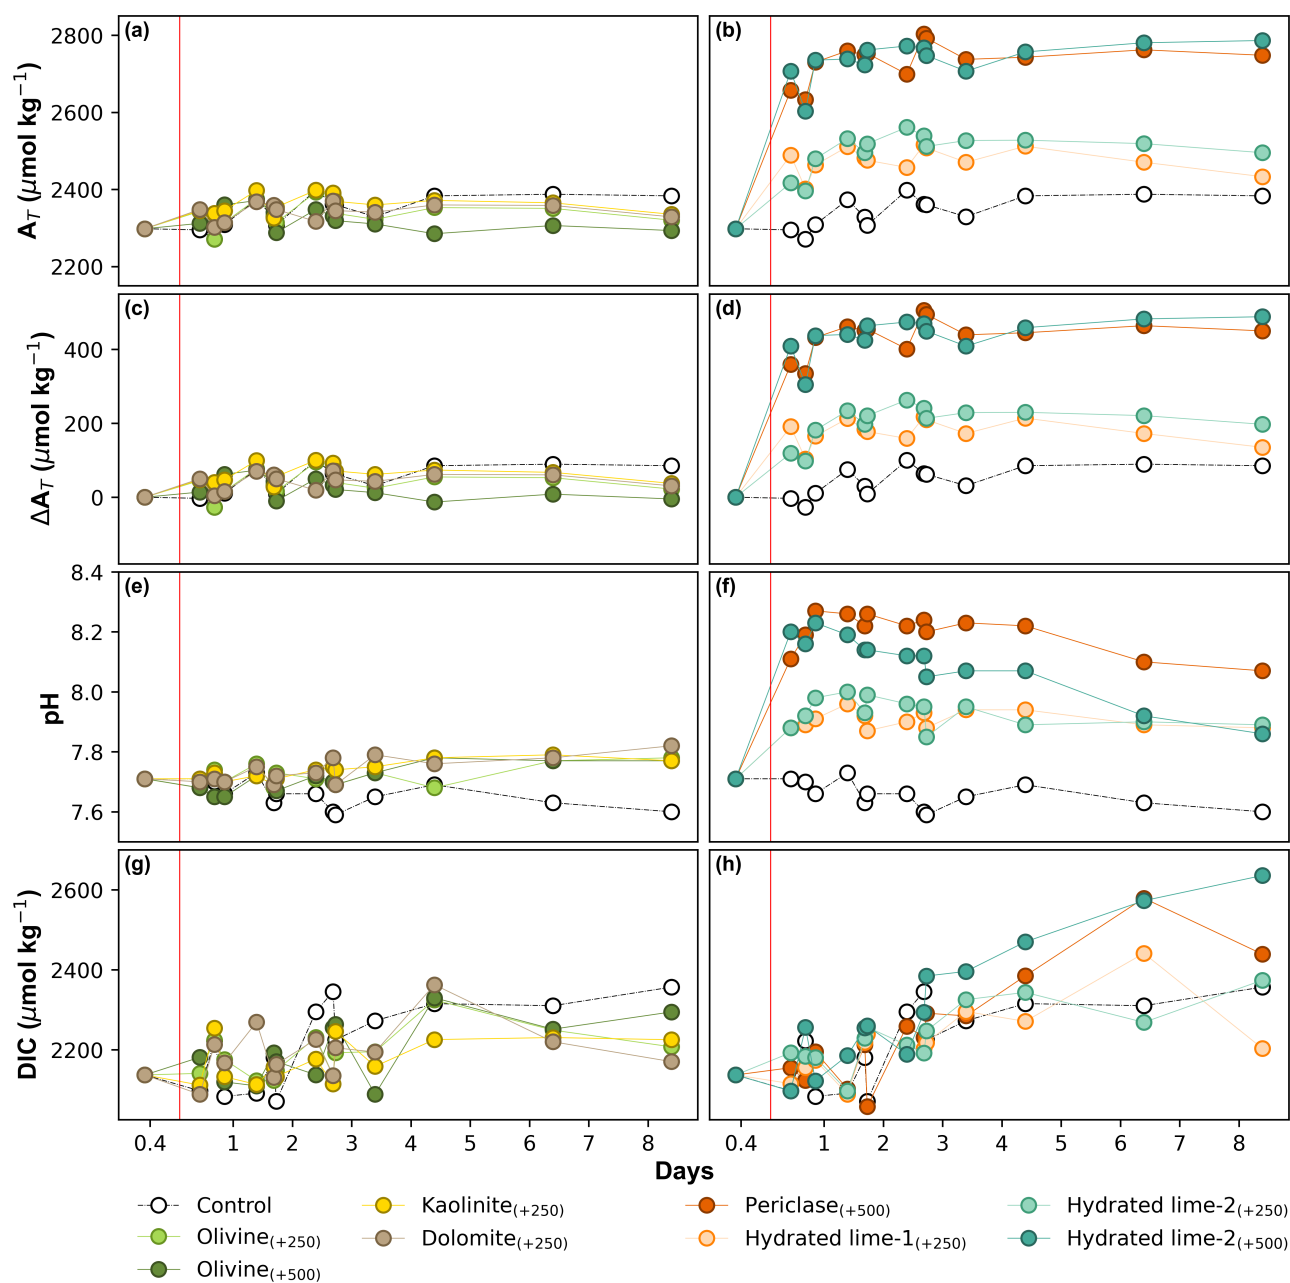 (a)
(b)
2800
2600
2400
2200
A_T (μmol kg⁻¹)
(c)
(d)
400
200
0
ΔA_T (μmol kg⁻¹)
(e)
(f)
8.4
8.2
8.0
7.8
7.6
pH
(g)
(h)
2600
2400
2200
DIC (μmol kg⁻¹)
0.4 1 2 3 4 5 6 7 8
0.4 1 2 3 4 5 6 7 8
Days
Control
Olivine(+250)
Olivine(+500)
Kaolinite(+250)
Dolomite(+250)
Periclase(+500)
Hydrated lime-1(+250)
Hydrated lime-2(+250)
Hydrated lime-2(+500)